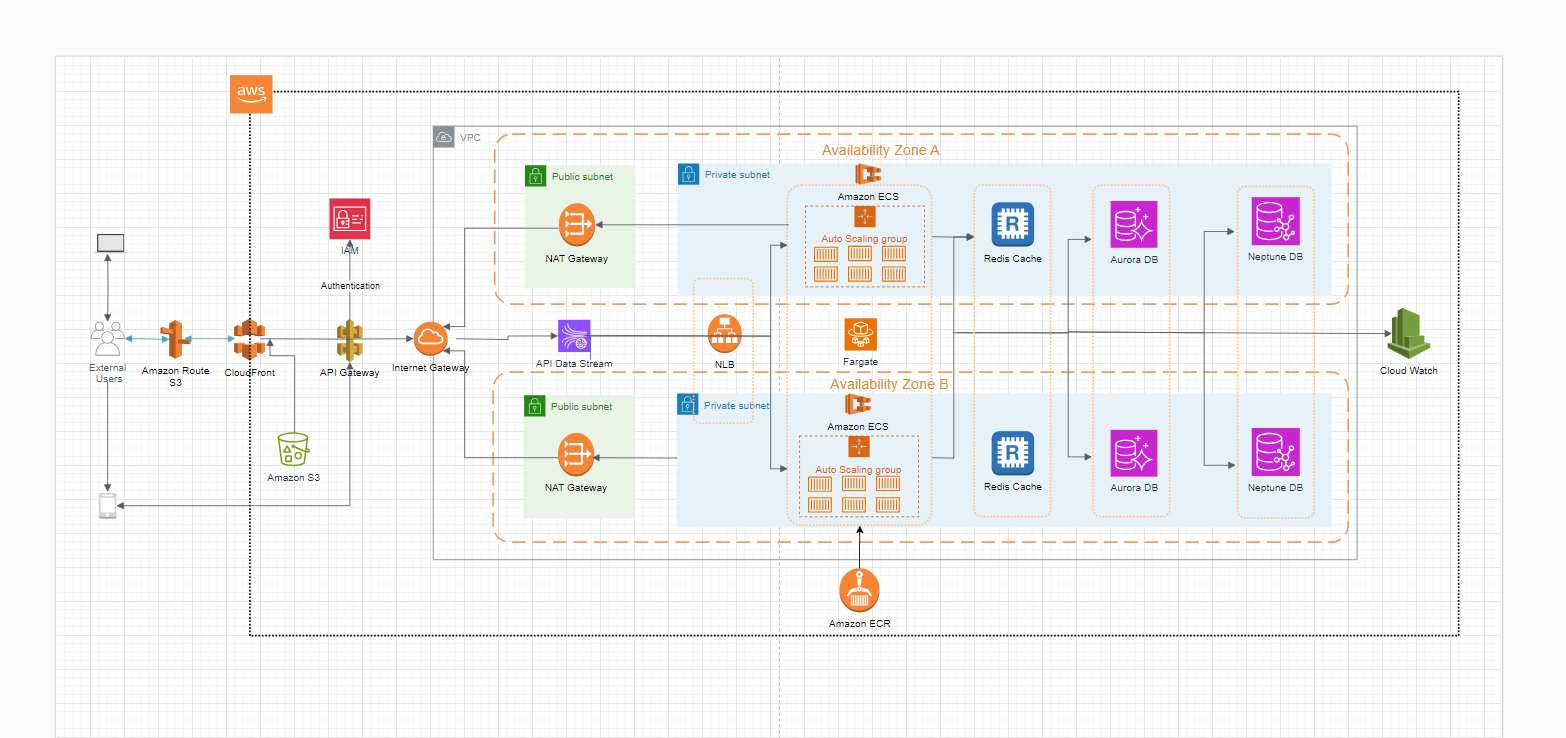 aws
VPC
Availability Zone A
Public subnet
Private subnet
Amazon ECS
Auto Scaling group
NAT Gateway
R
Redis Cache
Aurora DB
Neptune DB
IAM
Authentication
External
Users
Amazon Route
S3
CloudFront
API Gateway
Internet Gateway
API Data Stream
NLB
Fargate
Cloud Watch
Availability Zone B
Public subnet
Private subnet
Amazon ECS
Auto Scaling group
NAT Gateway
R
Redis Cache
Aurora DB
Neptune DB
Amazon S3
Amazon ECR